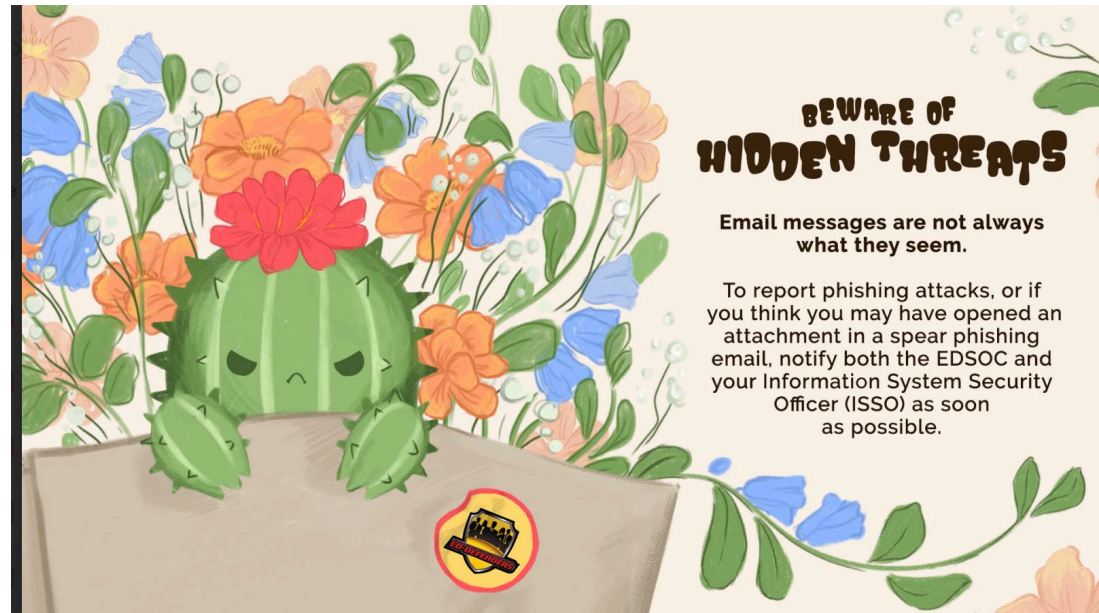 BEWARE OF
HIDDEN THREATS
Email messages are not always
what they seem.
To report phishing attacks, or if
you think you may have opened an
attachment in a spear phishing
email, notify both the EDSOC and
your Information System Security
Officer (ISSO) as soon
as possible.
ED-DEFENDERS